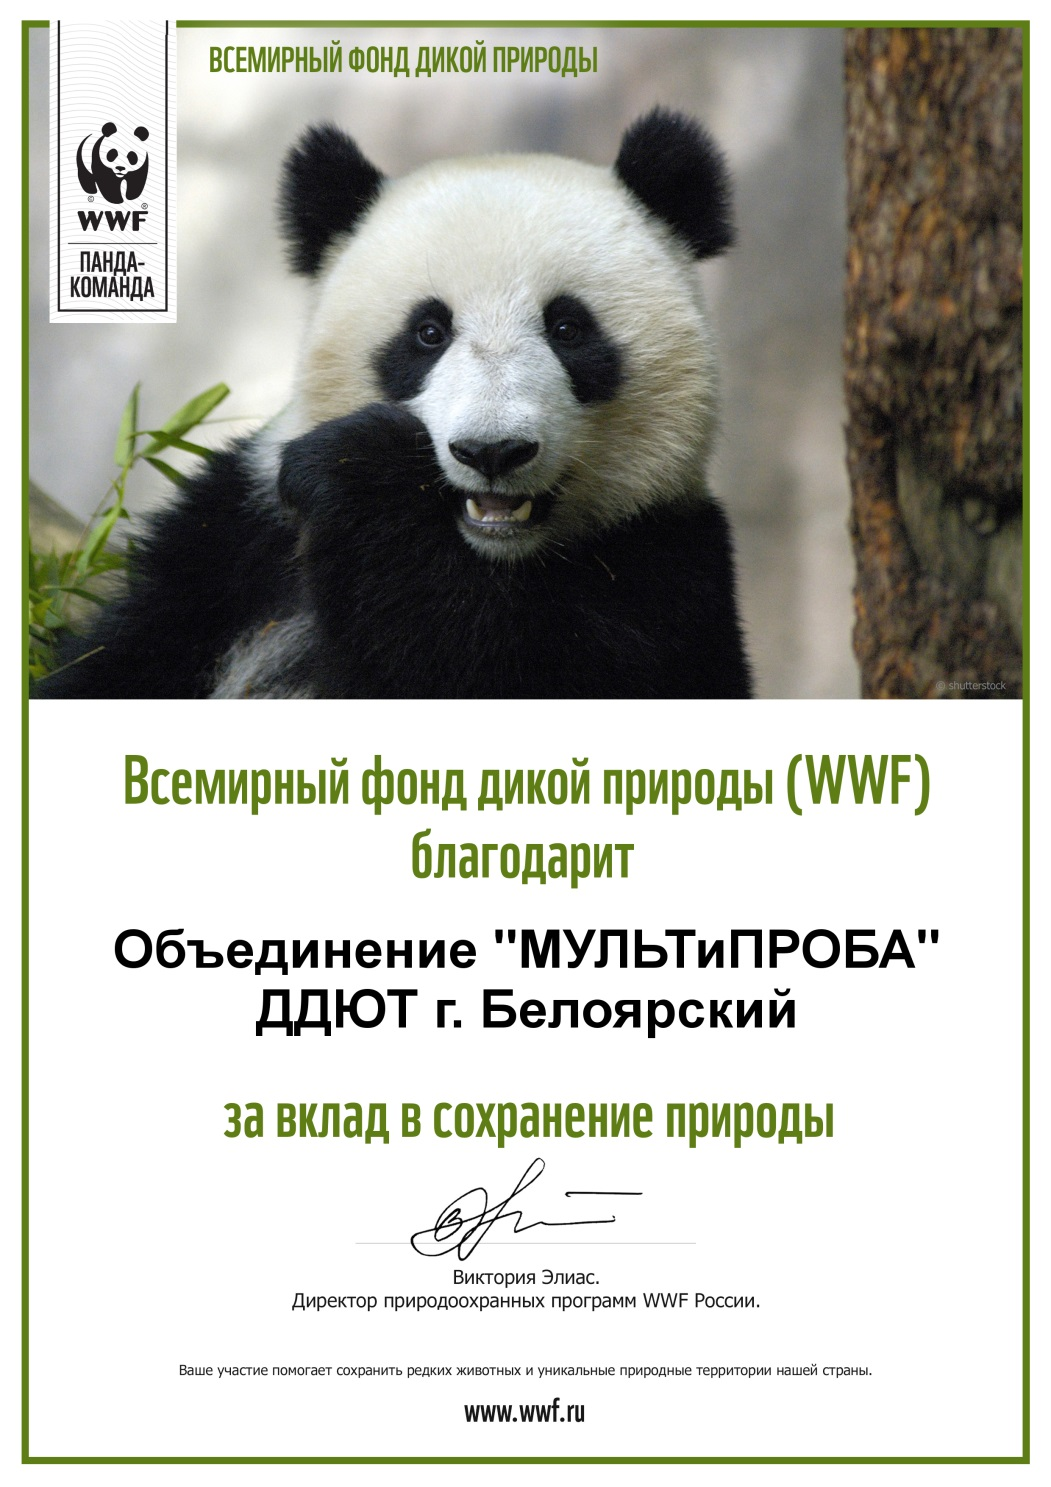 ВСЕМИРНЫЙ ФОНД ДИКОЙ ПРИРОДЫ
©
®
WWF
ПАНДА-
КОМАНДА
© shutterstock
Всемирный фонд дикой природы (WWF)
благодарит
Объединение "МУЛЬТиПРОБА"
ДДЮТ г. Белоярский
за вклад в сохранение природы
Виктория Элиас.
Директор природоохранных программ WWF России.
Ваше участие помогает сохранить редких животных и уникальные природные территории нашей страны.
www.wwf.ru